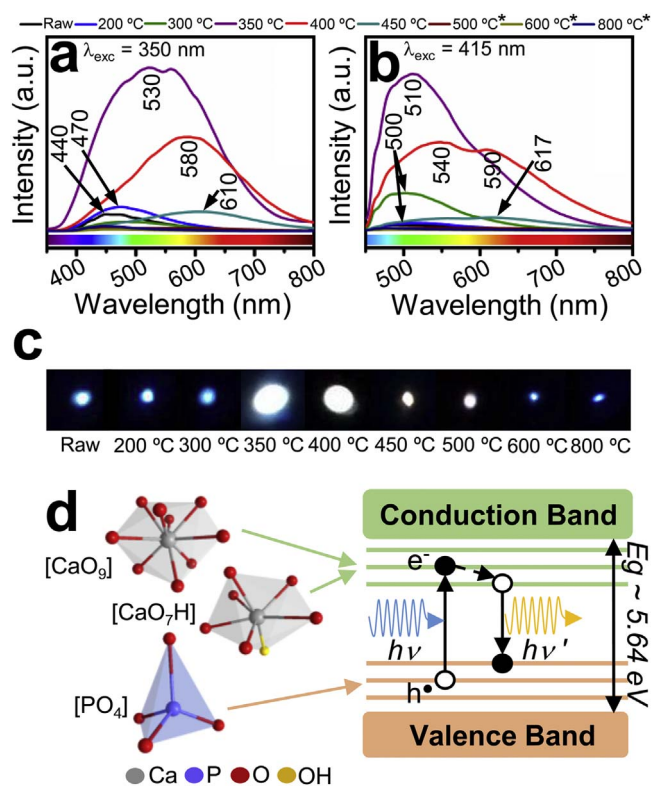 Raw 200 ºC 300 ºC 350 ºC 400 ºC 450 ºC 500 ºC* 600 ºC* 800 ºC*
a
λexc = 350 nm
530
440
470
580
610
Intensity (a.u.)
400 500 600 700 800
Wavelength (nm)
b
λexc = 415 nm
510
500
540
590
617
Intensity (a.u.)
500 600 700 800
Wavelength (nm)
c
Raw 200 ºC 300 ºC 350 ºC 400 ºC 450 ºC 500 ºC 600 ºC 800 ºC
d
[CaO9]
[CaO7H]
[PO4]
Ca P O OH
Conduction Band
e-
hν
hν'
h•
Eg ~ 5.64 eV
Valence Band